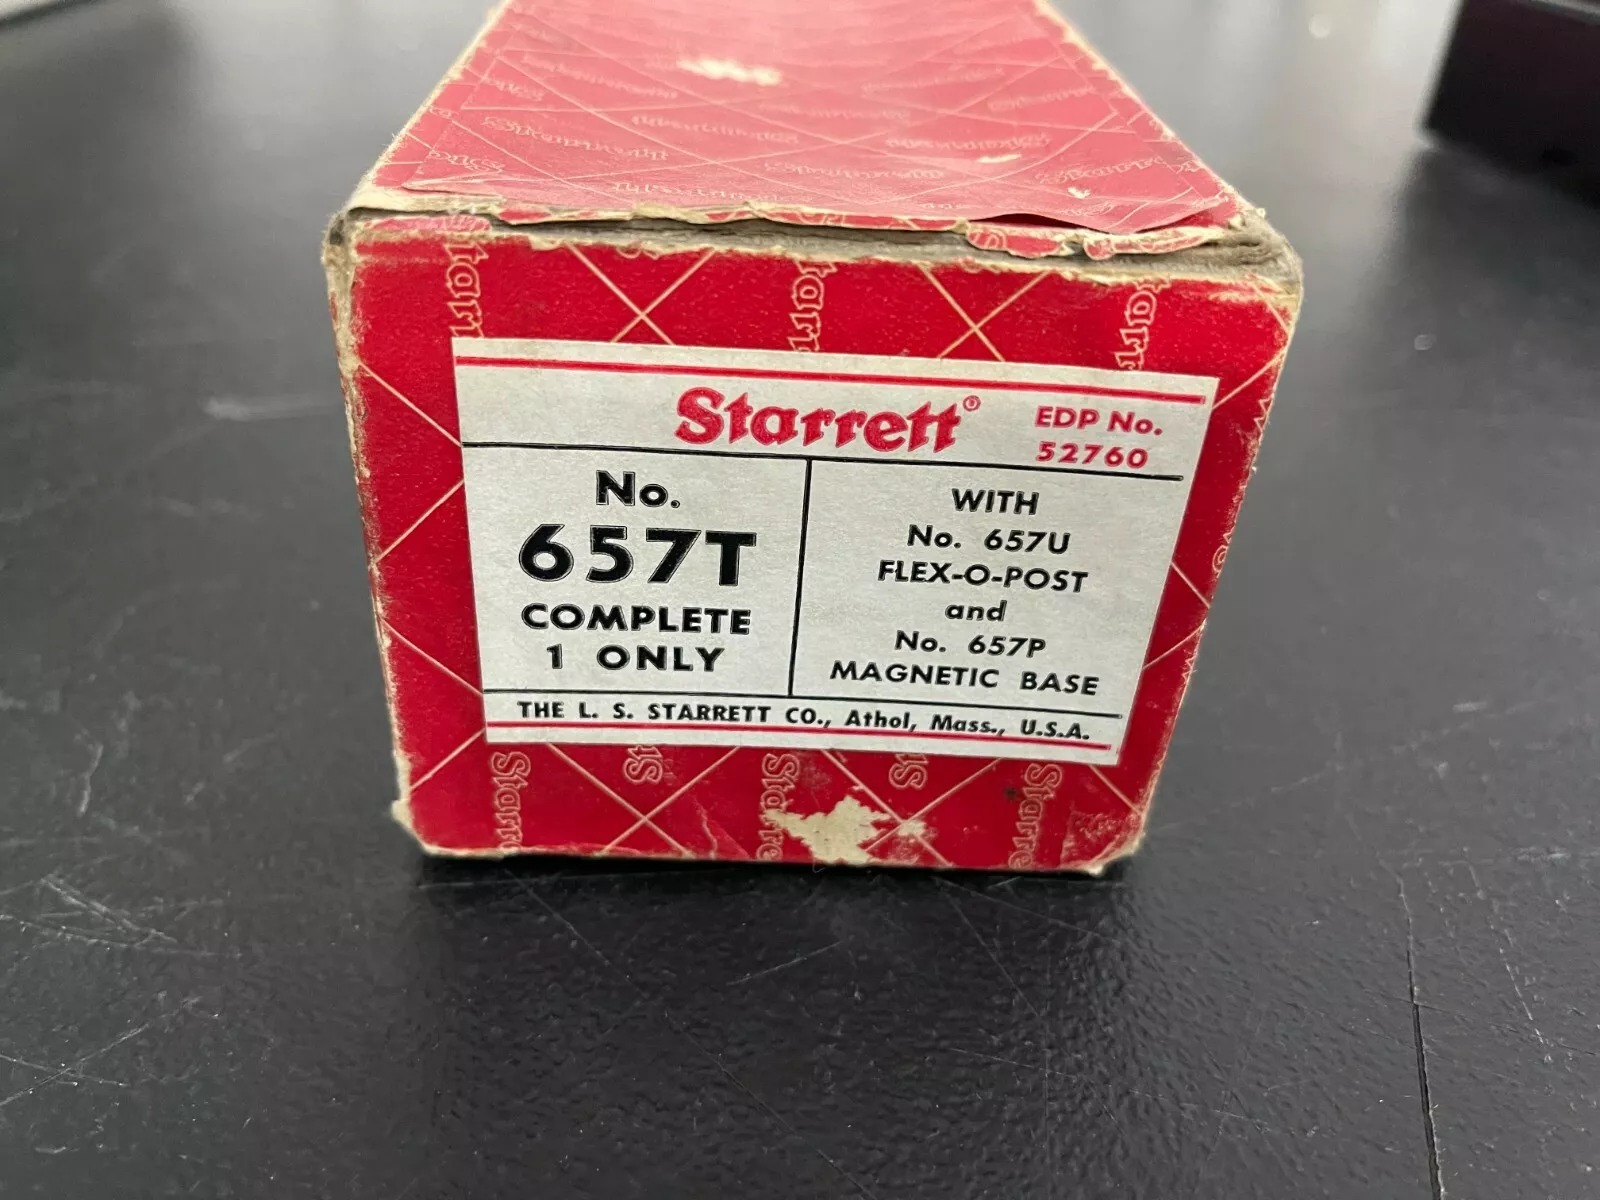 Starrett® EDP No.
52760
No.
657T
COMPLETE
1 ONLY
WITH
No. 657U
FLEX-O-POST
and
No. 657P
MAGNETIC BASE
THE L. S. STARRETT CO., Athol, Mass., U.S.A.